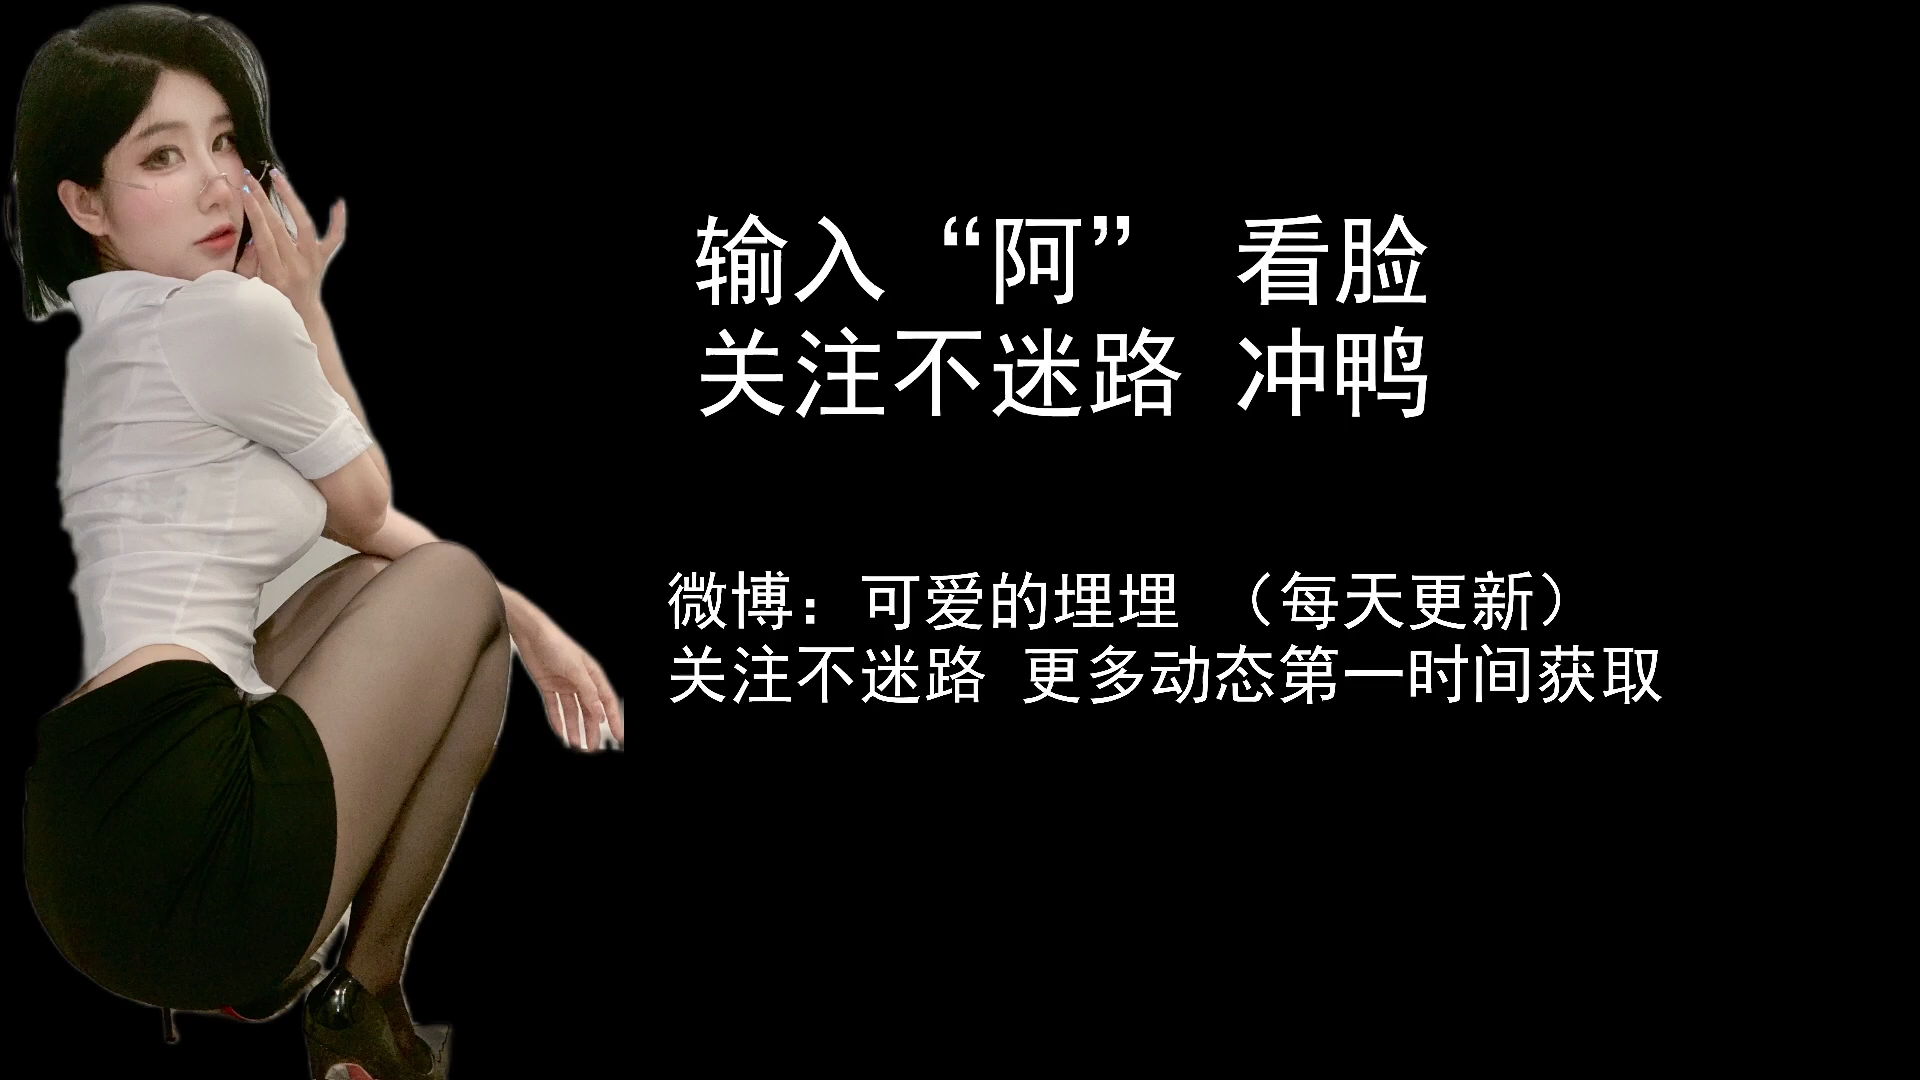 输入“阿” 看脸
关注不迷路 冲鸭
微博：可爱的埋埋 （每天更新）
关注不迷路 更多动态第一时间获取